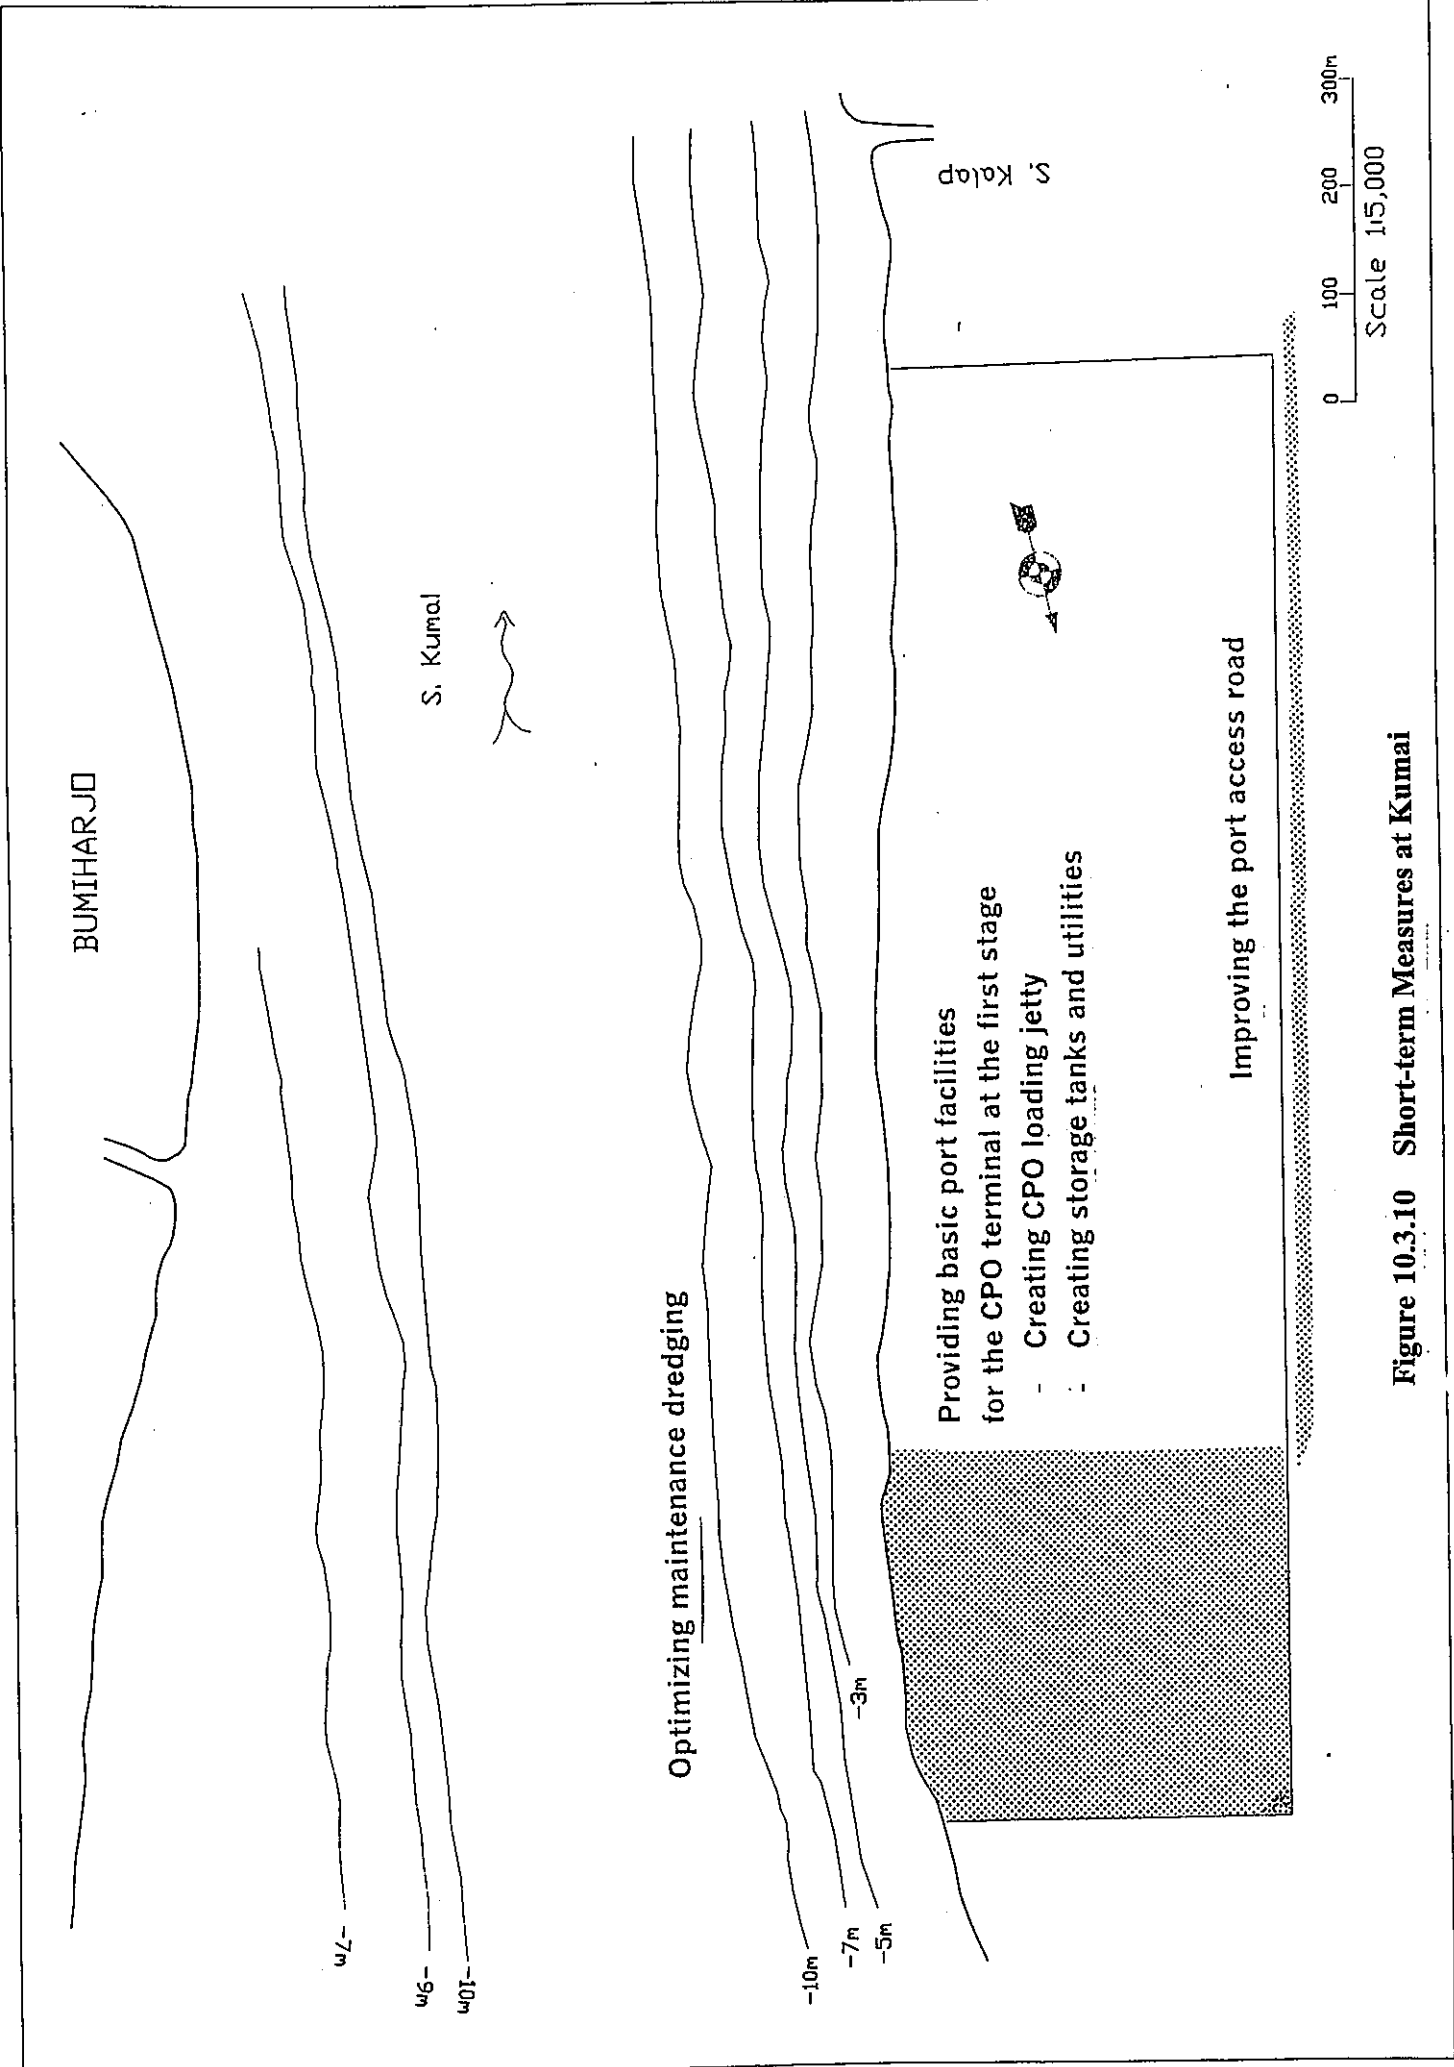 BUMIHARJO
-7m
-9m
-10m
S. Kumai
Optimizing maintenance dredging
-10m
-7m
-5m
-3m
S. Kalap
Providing basic port facilities
for the CPO terminal at the first stage
- Creating CPO loading jetty
- Creating storage tanks and utilities
Improving the port access road
0 100 200 300m
Scale 1:15,000
Figure 10.3.10 Short-term Measures at Kumai